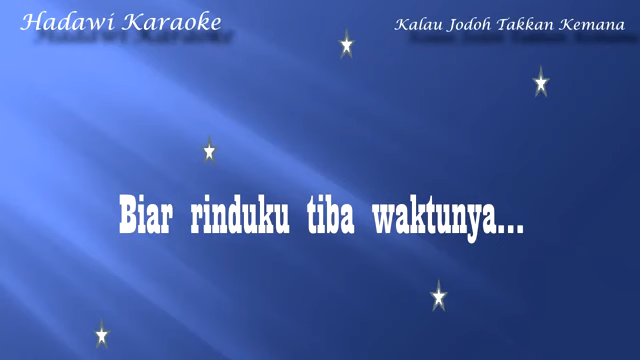 Hadawi Karaoke
Kalau Jodoh Takkan Kemana
Biar rinduku tiba waktunya...